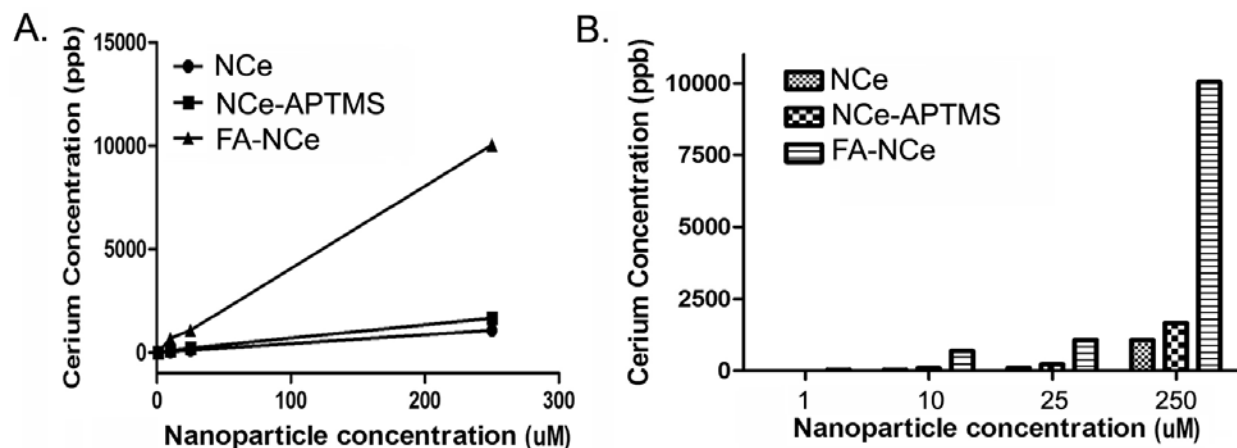 A.
Cerium Concentration (ppb)
15000
10000
5000
0
NCe
NCe-APTMS
FA-NCe
0
100
200
300
Nanoparticle concentration (uM)
B.
Cerium Concentration (ppb)
10000
7500
5000
2500
0
NCe
NCe-APTMS
FA-NCe
1
10
25
250
Nanoparticle concentration (uM)